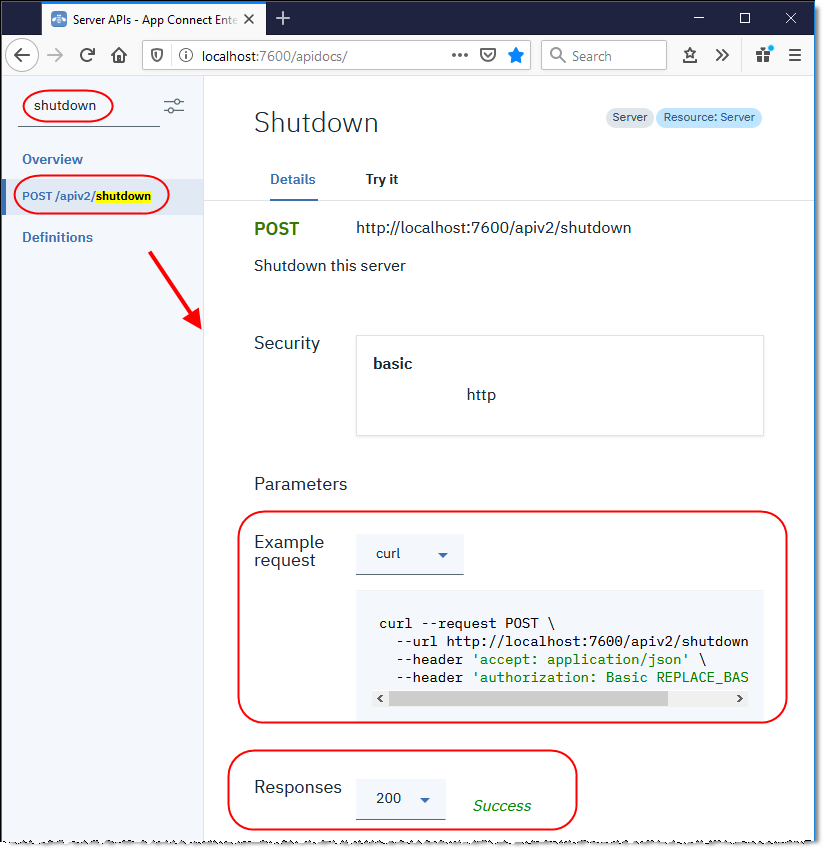 Server APIs - App Connect Ente
localhost:7600/apidocs/
Search
shutdown
Overview
POST /apiv2/shutdown
Definitions
Shutdown
Server
Resource: Server
Details
Try it
POST
http://localhost:7600/apiv2/shutdown
Shutdown this server
Security
basic
http
Parameters
Example
request
curl
curl --request POST \
--url http://localhost:7600/apiv2/shutdown
--header 'accept: application/json' \
--header 'authorization: Basic REPLACE_BAS
Responses
200
Success